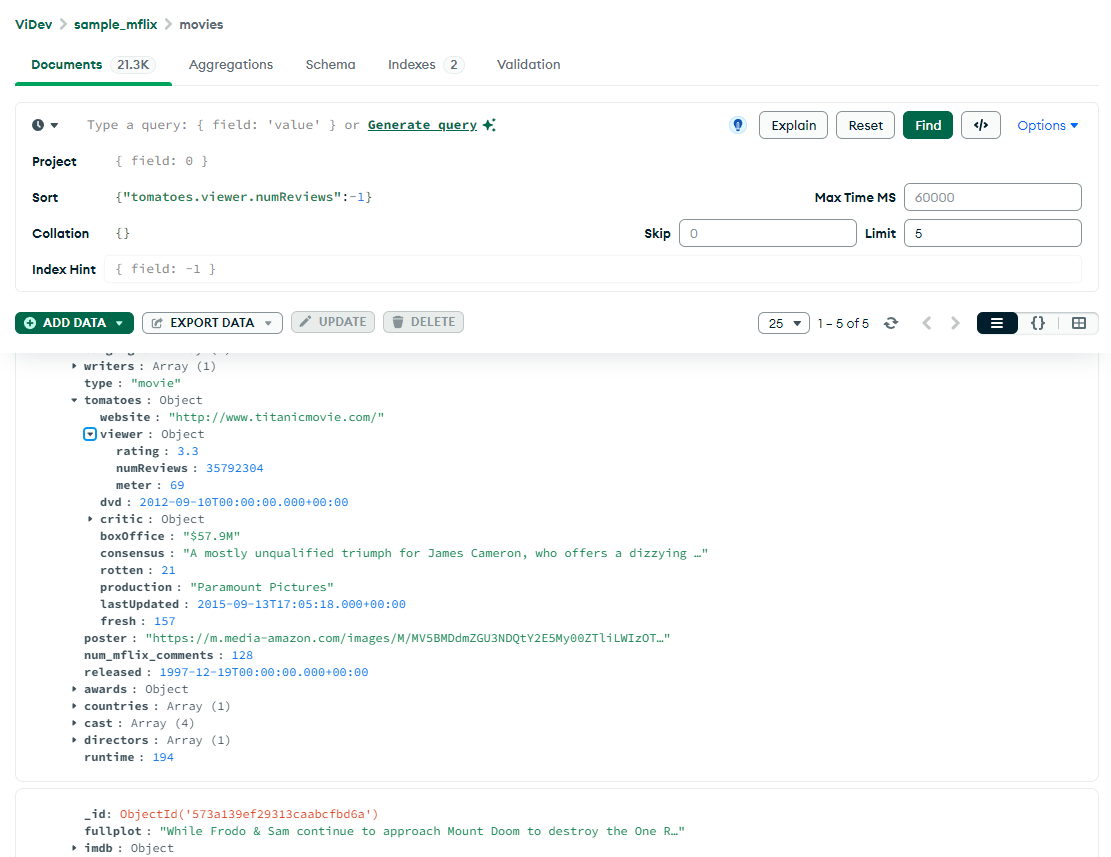 ViDev > sample_mflix > movies
Documents 21.3K Aggregations Schema Indexes 2 Validation
Type a query: { field: 'value' } or Generate query Explain Reset Find </> Options
Project { field: 0 }
Sort {"tomatoes.viewer.numReviews":-1} Max Time MS 60000
Collation {} Skip 0 Limit 5
Index Hint { field: -1 }
ADD DATA EXPORT DATA UPDATE DELETE 25 1 – 5 of 5 {}
writers : Array (1)
type : "movie"
tomatoes : Object
website : "http://www.titanicmovie.com/"
viewer : Object
rating : 3.3
numReviews : 35792304
meter : 69
dvd : 2012-09-10T00:00:00.000+00:00
critic : Object
boxOffice : "$57.9M"
consensus : "A mostly unqualified triumph for James Cameron, who offers a dizzying …"
rotten : 21
production : "Paramount Pictures"
lastUpdated : 2015-09-13T17:05:18.000+00:00
fresh : 157
poster : "https://m.media-amazon.com/images/M/MV5BMDdmZGU3NDQtY2E5My00ZTliLWIzOT…"
num_mflix_comments : 128
released : 1997-12-19T00:00:00.000+00:00
awards : Object
countries : Array (1)
cast : Array (4)
directors : Array (1)
runtime : 194
_id: ObjectId('573a139ef29313caabcfbd6a')
fullplot : "While Frodo & Sam continue to approach Mount Doom to destroy the One R…"
imdb : Object